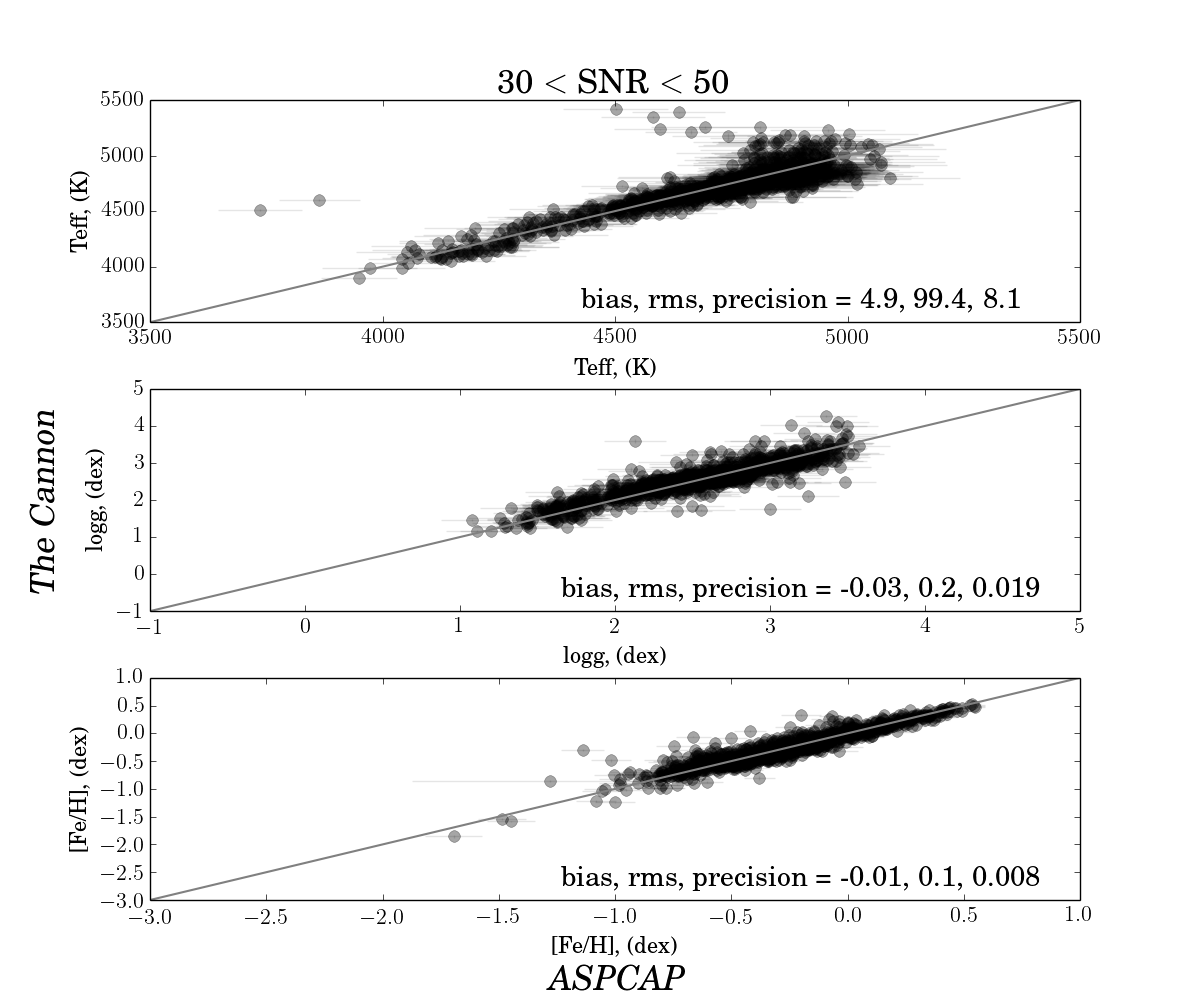 30 < SNR < 50
5500
5000
4500
4000
3500
Teff, (K)
bias, rms, precision = 4.9, 99.4, 8.1
3500 4000 4500 5000 5500
Teff, (K)
The Cannon
5
4
3
2
1
0
−1
logg, (dex)
bias, rms, precision = -0.03, 0.2, 0.019
−1 0 1 2 3 4 5
logg, (dex)
1.0
0.5
0.0
−0.5
−1.0
−1.5
−2.0
−2.5
−3.0
[Fe/H], (dex)
bias, rms, precision = -0.01, 0.1, 0.008
−3.0 −2.5 −2.0 −1.5 −1.0 −0.5 0.0 0.5 1.0
[Fe/H], (dex)
ASPCAP